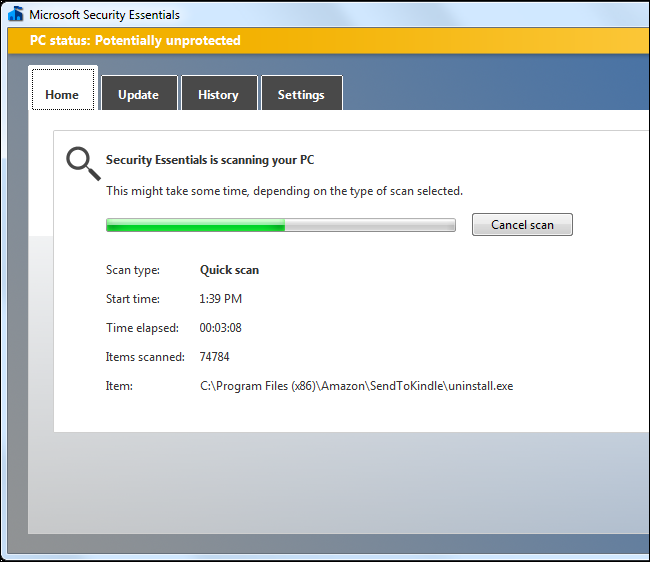 Microsoft Security Essentials
PC status: Potentially unprotected
Home Update History Settings
Security Essentials is scanning your PC
This might take some time, depending on the type of scan selected.
Cancel scan
Scan type: Quick scan
Start time: 1:39 PM
Time elapsed: 00:03:08
Items scanned: 74784
Item: C:\Program Files (x86)\Amazon\SendToKindle\uninstall.exe